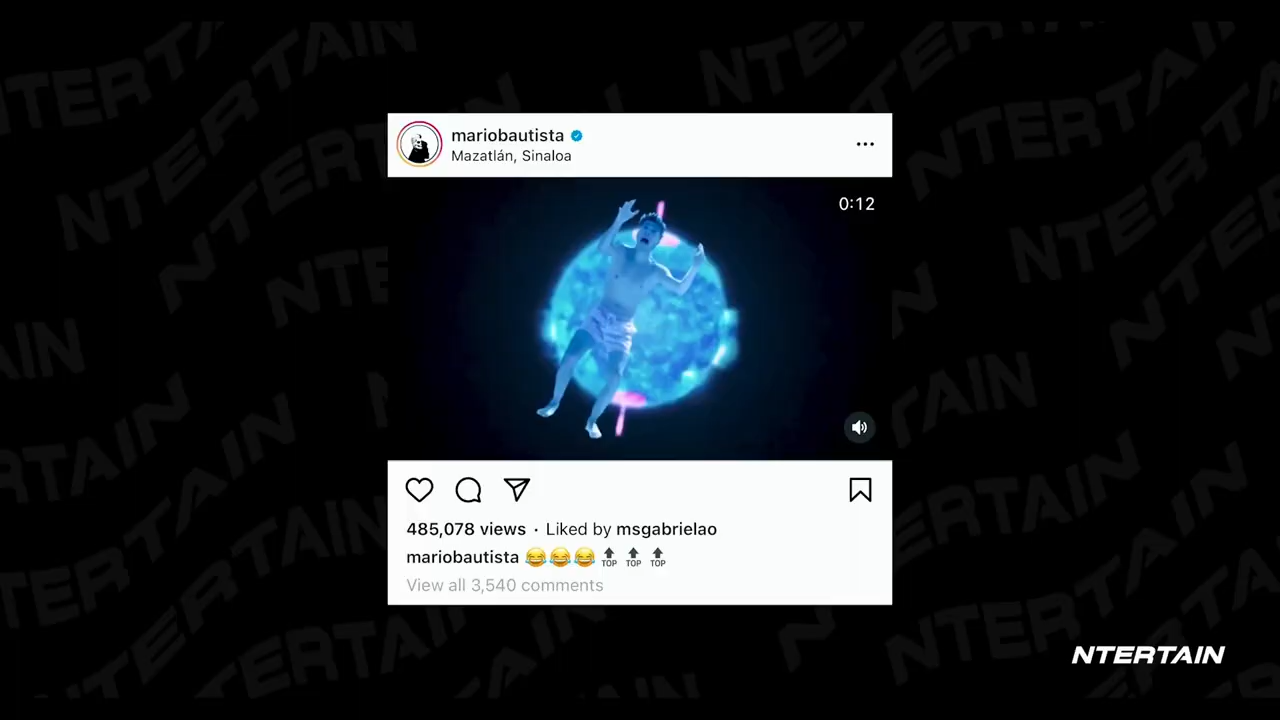 mariobautista
Mazatlán, Sinaloa
0:12
485,078 views · Liked by msgabrielao
mariobautista 😂😂😂🔝🔝🔝
View all 3,540 comments
NTERTAIN